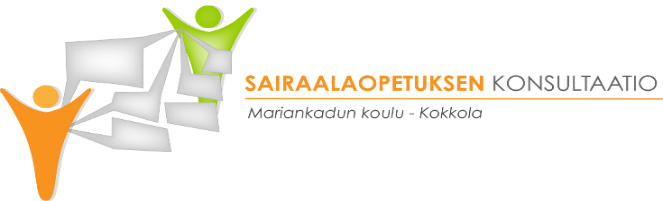 SAIRAALAOPETUKSEN KONSULTAATIO
Mariankadun koulu - Kokkola